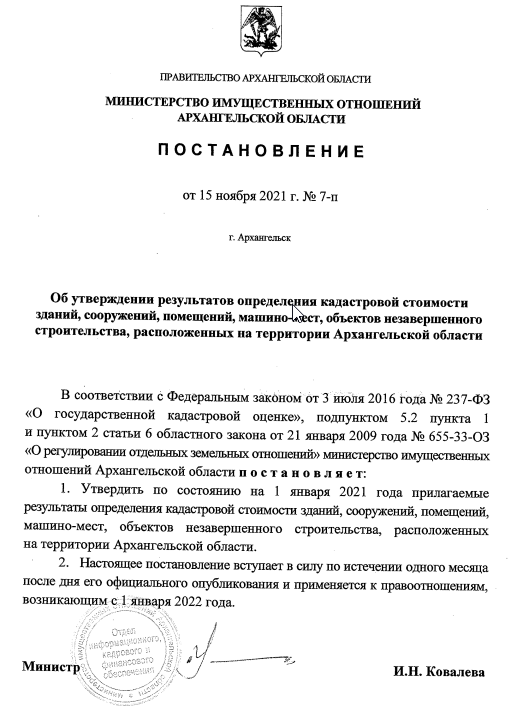 ПРАВИТЕЛЬСТВО АРХАНГЕЛЬСКОЙ ОБЛАСТИ
МИНИСТЕРСТВО ИМУЩЕСТВЕННЫХ ОТНОШЕНИЙ
АРХАНГЕЛЬСКОЙ ОБЛАСТИ
П О С Т А Н О В Л Е Н И Е
от 15 ноября 2021 г. № 7-п
г. Архангельск
Об утверждении результатов определения кадастровой стоимости
зданий, сооружений, помещений, машино-мест, объектов незавершенного
строительства, расположенных на территории Архангельской области
В соответствии с Федеральным законом от 3 июля 2016 года № 237-ФЗ
«О государственной кадастровой оценке», подпунктом 5.2 пункта 1
и пунктом 2 статьи 6 областного закона от 21 января 2009 года № 655-33-ОЗ
«О регулировании отдельных земельных отношений» министерство имущественных
отношений Архангельской области п о с т а н о в л я е т:
1. Утвердить по состоянию на 1 января 2021 года прилагаемые
результаты определения кадастровой стоимости зданий, сооружений, помещений,
машино-мест, объектов незавершенного строительства, расположенных
на территории Архангельской области.
2. Настоящее постановление вступает в силу по истечении одного месяца
после дня его официального опубликования и применяется к правоотношениям,
возникающим с 1 января 2022 года.
Отдел
информационного,
кадрового и
финансового
обеспечения
Министр
И.Н. Ковалева